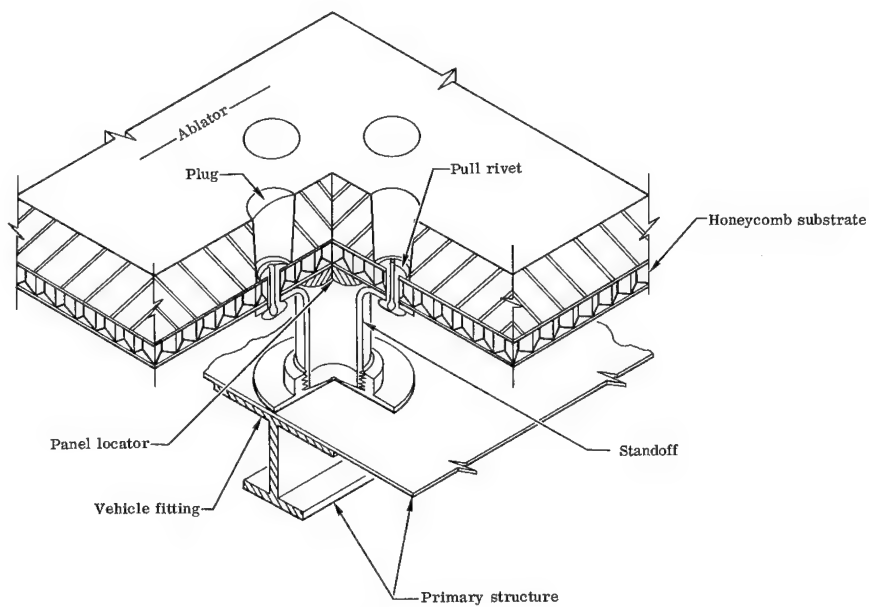 Ablator
Plug
Pull rivet
Honeycomb substrate
Panel locator
Standoff
Vehicle fitting
Primary structure